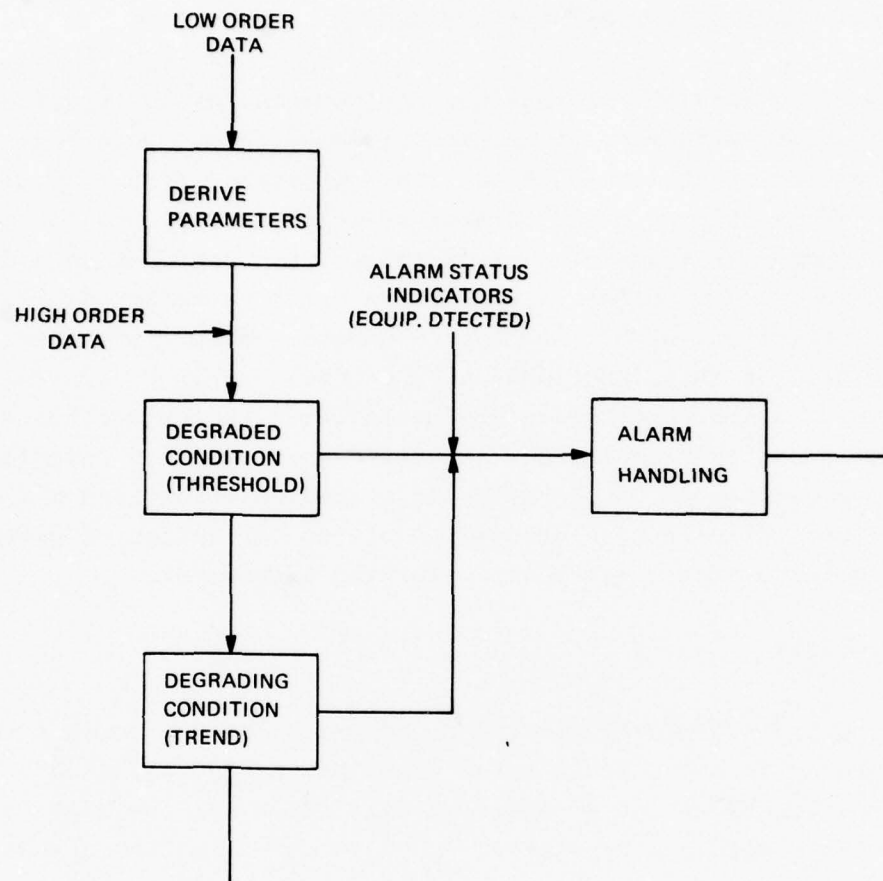 LOW ORDER
DATA
DERIVE
PARAMETERS
ALARM STATUS
INDICATORS
(EQUIP. DTECTED)
HIGH ORDER
DATA
DEGRADED
CONDITION
(THRESHOLD)
ALARM
HANDLING
DEGRADING
CONDITION
(TREND)